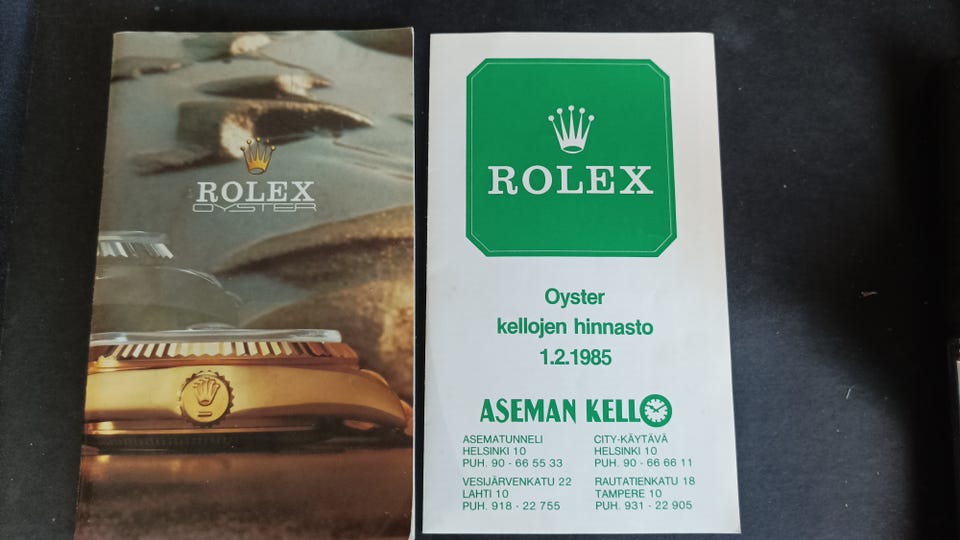 ROLEX
OYSTER
ROLEX
Oyster
kellojen hinnasto
1.2.1985
ASEMAN KELLO
ASEMATUNNELI
HELSINKI 10
PUH. 90 - 66 55 33
CITY-KÄYTÄVÄ
HELSINKI 10
PUH. 90 - 66 66 11
VESIJÄRVENKATU 22
LAHTI 10
PUH. 918 - 22 755
RAUTATIENKATU 18
TAMPERE 10
PUH. 931 - 22 905